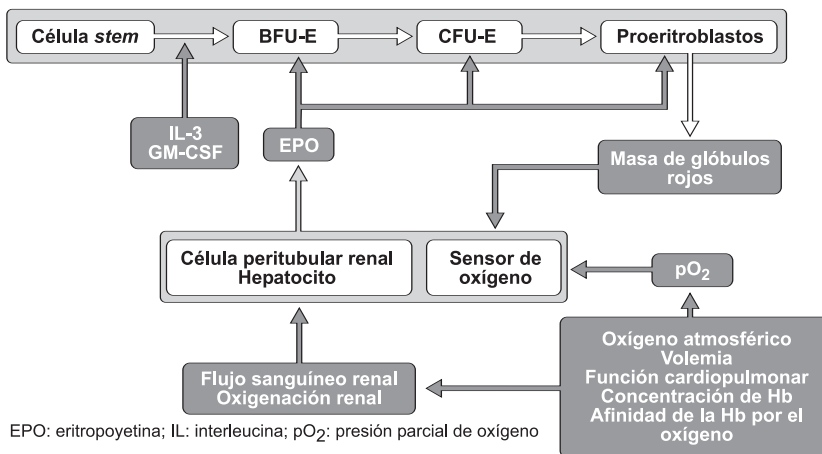 Célula stem
BFU-E
CFU-E
Proeritroblastos
IL-3
GM-CSF
EPO
Masa de glóbulos
rojos
Célula peritubular renal
Hepatocito
Sensor de
oxígeno
pO2
Flujo sanguíneo renal
Oxigenación renal
Oxígeno atmosférico
Volemia
Función cardiopulmonar
Concentración de Hb
Afinidad de la Hb por el
oxígeno
EPO: eritropoyetina; IL: interleucina; pO2: presión parcial de oxígeno